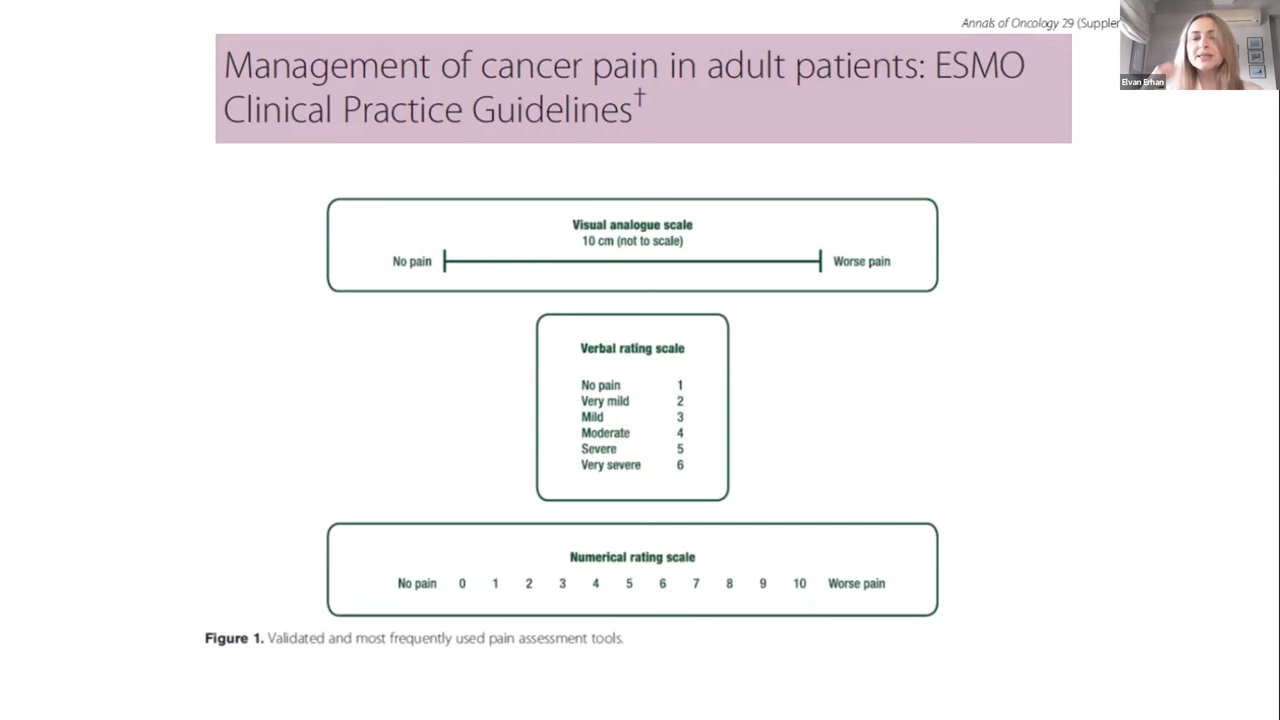 Annals of Oncology 29 (Suppler
Elvan Erhan
Management of cancer pain in adult patients: ESMO
Clinical Practice Guidelines†
Visual analogue scale
10 cm (not to scale)
No pain Worse pain
Verbal rating scale
No pain 1
Very mild 2
Mild 3
Moderate 4
Severe 5
Very severe 6
Numerical rating scale
No pain 0 1 2 3 4 5 6 7 8 9 10 Worse pain
Figure 1. Validated and most frequently used pain assessment tools.